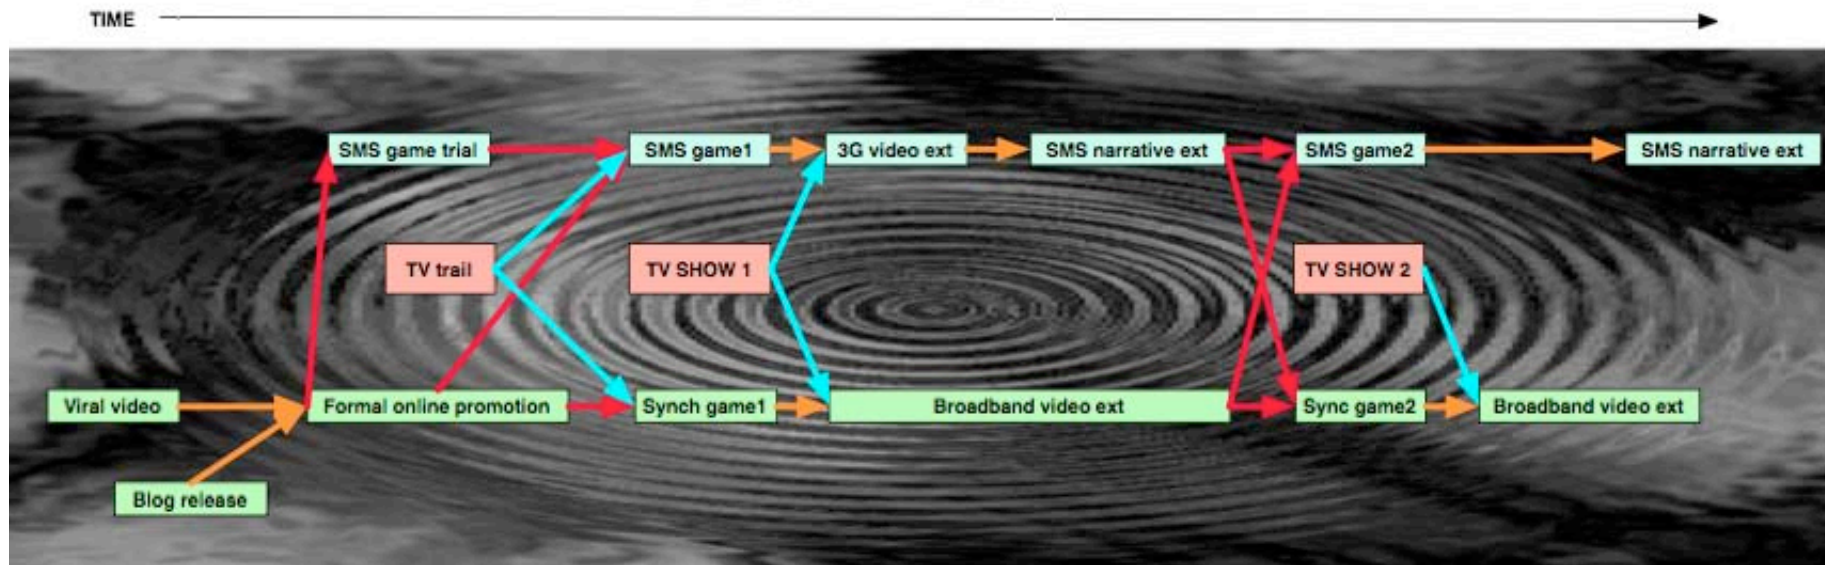 TIME
SMS game trial
SMS game1
3G video ext
SMS narrative ext
SMS game2
SMS narrative ext
TV trail
TV SHOW 1
TV SHOW 2
Viral video
Formal online promotion
Synch game1
Broadband video ext
Sync game2
Broadband video ext
Blog release